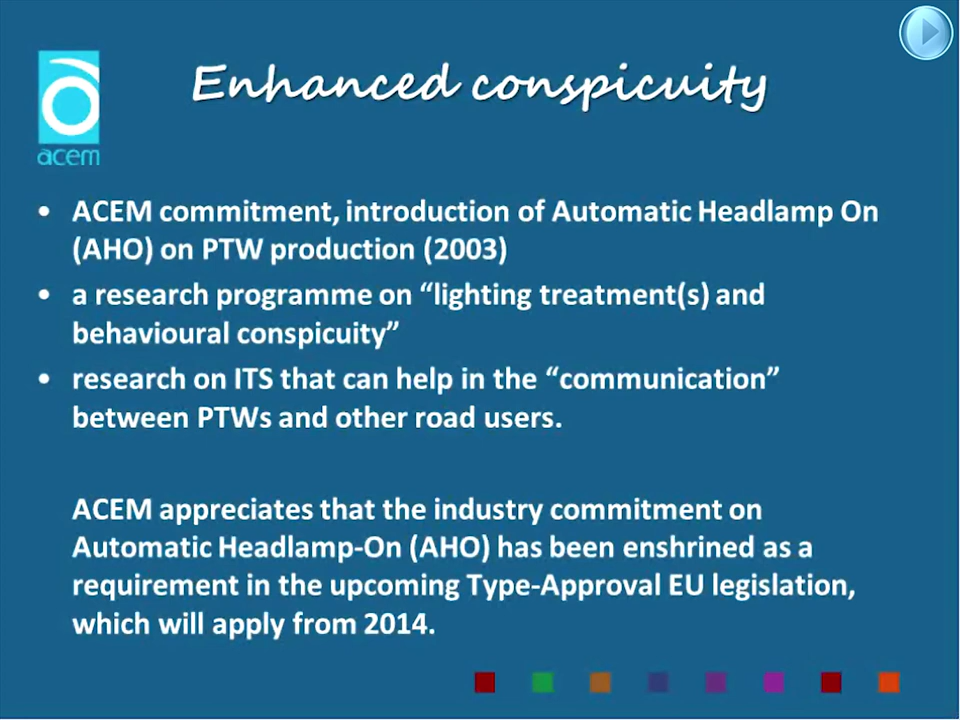 Enhanced conspicuity
acem
• ACEM commitment, introduction of Automatic Headlamp On
(AHO) on PTW production (2003)
• a research programme on “lighting treatment(s) and
behavioural conspicuity”
• research on ITS that can help in the “communication”
between PTWs and other road users.
ACEM appreciates that the industry commitment on
Automatic Headlamp-On (AHO) has been enshrined as a
requirement in the upcoming Type-Approval EU legislation,
which will apply from 2014.